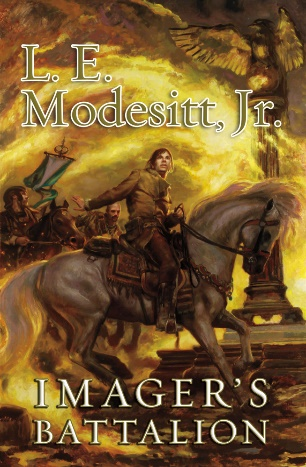 L. E.
Modesitt, Jr.
IMAGER'S
BATTALION